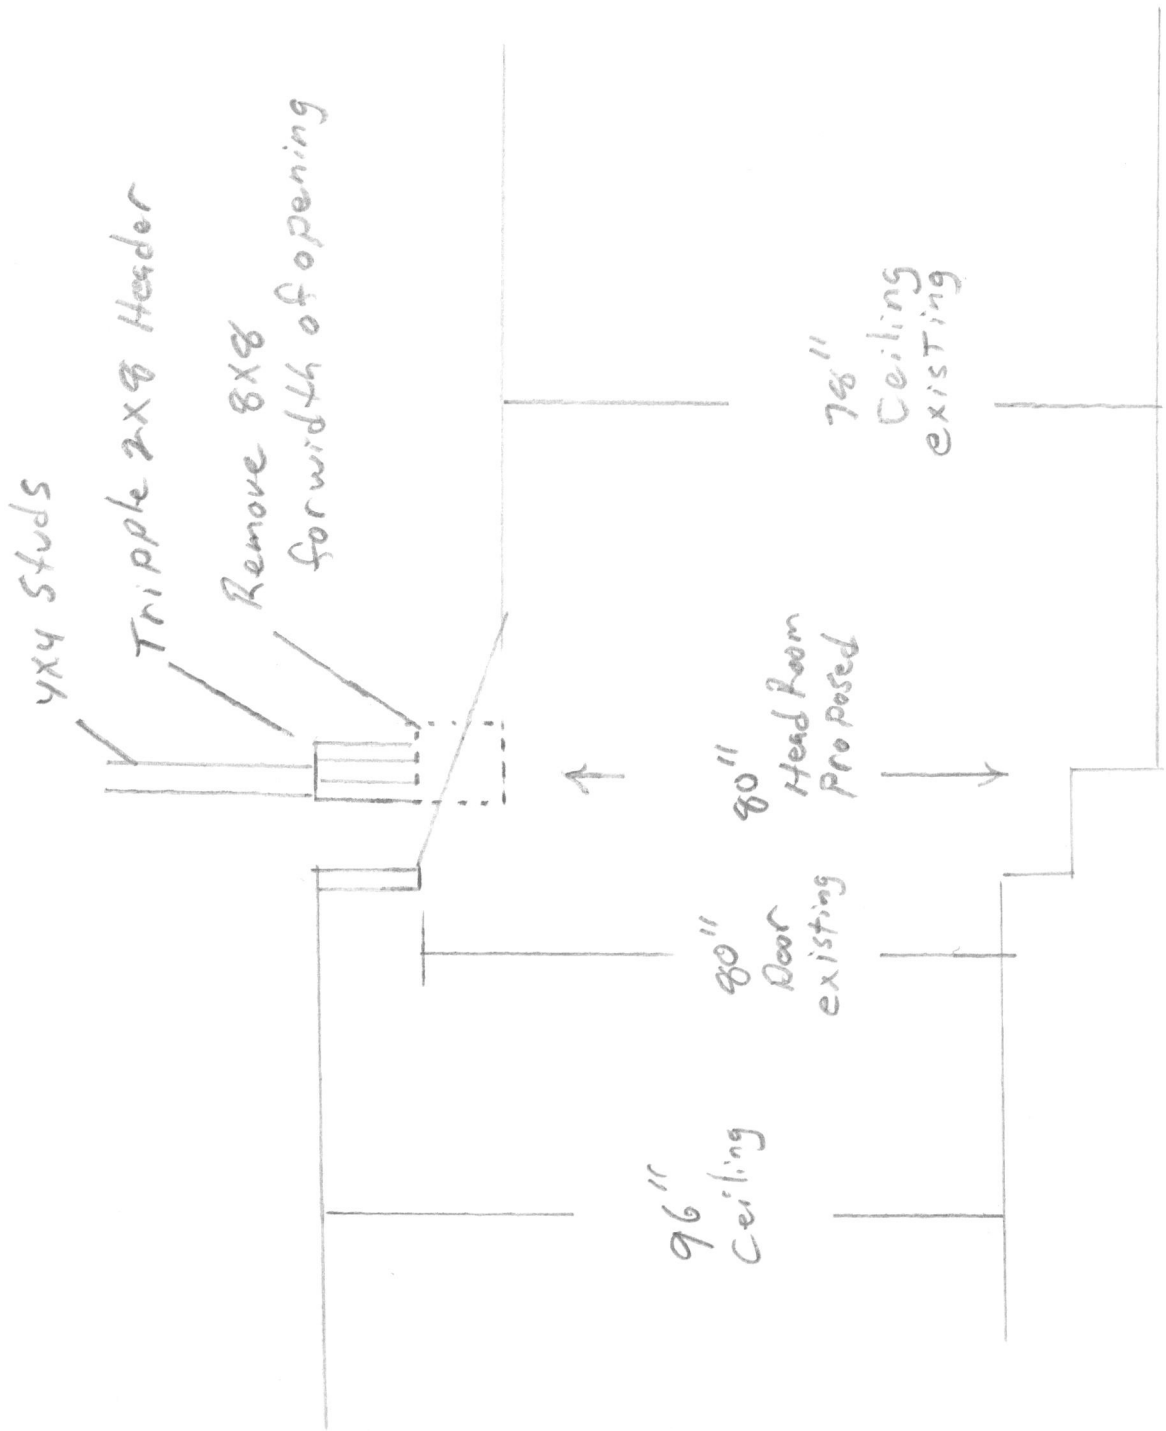 4x4 Studs
Tripple 2x8 Header
Remove 8x8
for width of opening
96"
Ceiling
80"
Door
existing
80"
Head Room
Proposed
78"
Ceiling
existing